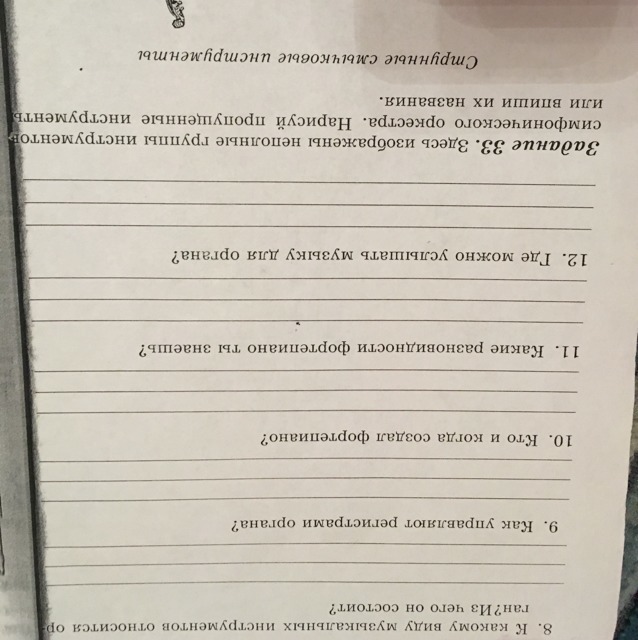 8. К какому виду музыкальных инструментов относится ор-
ган?Из чего он состоит?
9. Как управляют регистрами органа?
10. Кто и когда создал фортепиано?
11. Какие разновидности фортепиано ты знаешь?
12. Где можно услышать музыку для органа?
Задание 33. Здесь изображены неполные группы инструментов
симфонического оркестра. Нарисуй пропущенные инструменты
или впиши их названия.
Струнные смычковые инструменты